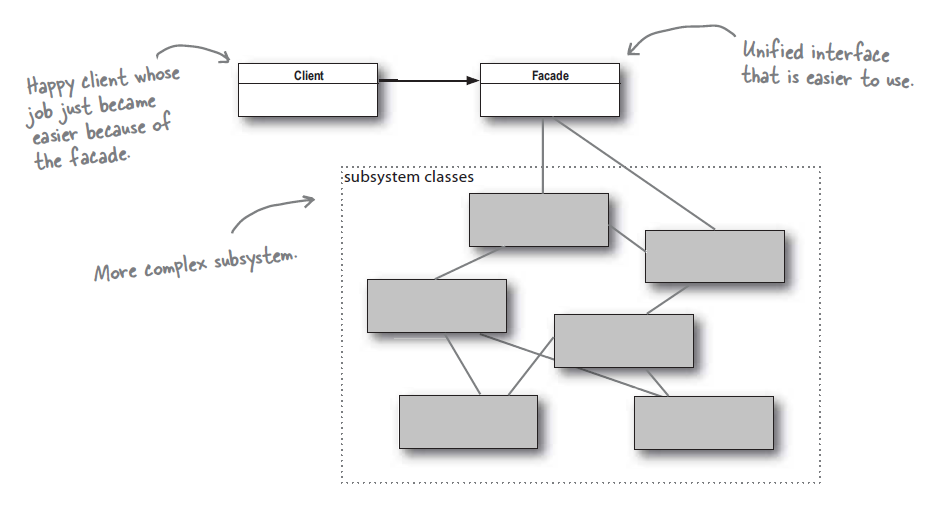 Happy client whose
job just became
easier because of
the facade.
Client
Facade
Unified interface
that is easier to use.
subsystem classes
More complex subsystem.